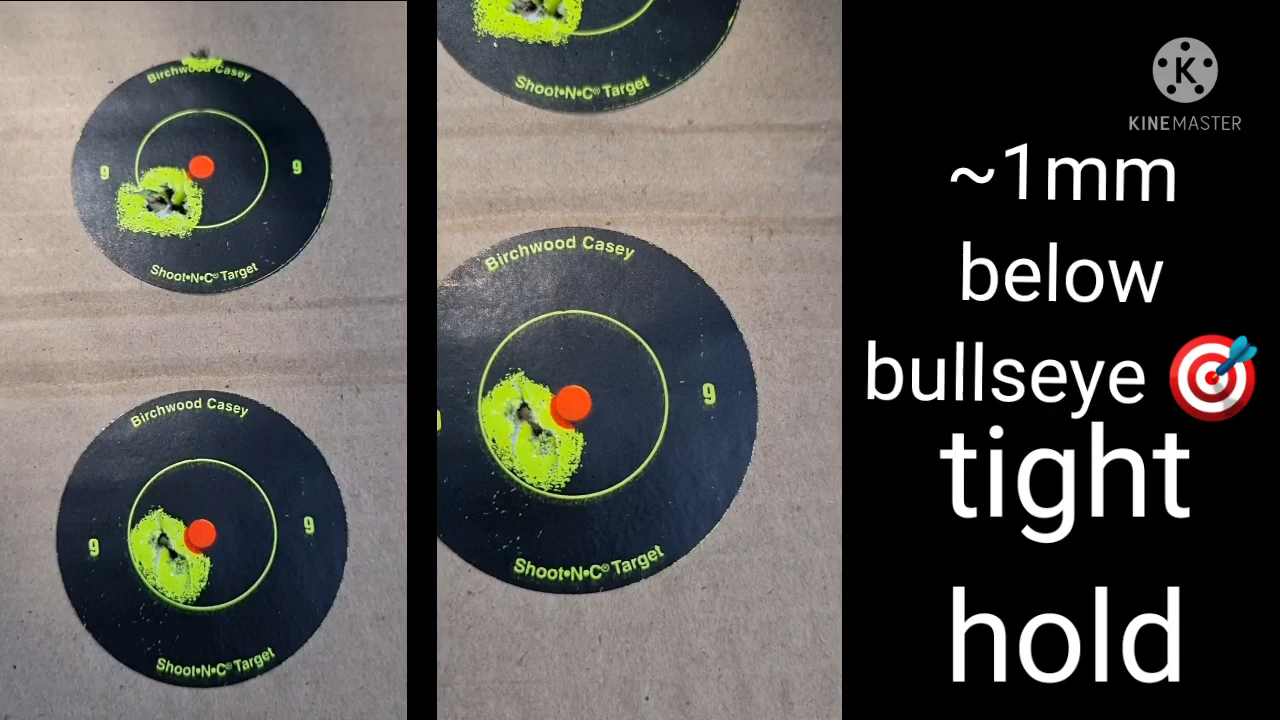 Birchwood Casey
9
9
Shoot•N•C® Target
Birchwood Casey
9
9
Shoot•N•C® Target
Shoot•N•C® Target
Birchwood Casey
9
Shoot•N•C® Target
K
KINEMASTER
~1mm
below
bullseye 🎯
tight
hold